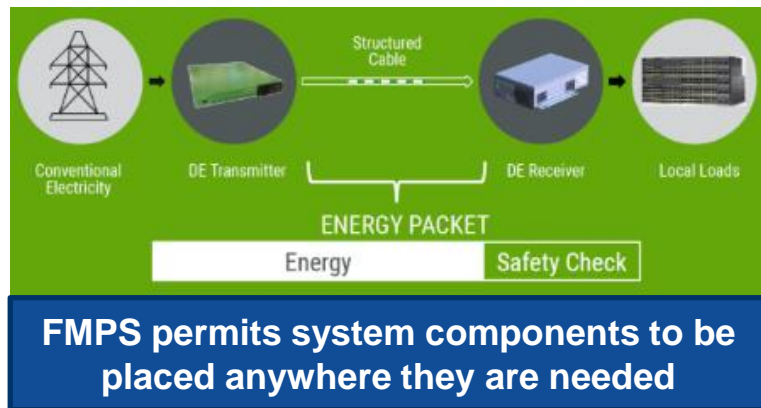 Structured
Cable
Conventional
Electricity
DE Transmitter
DE Receiver
Local Loads
ENERGY PACKET
Energy
Safety Check
FMPS permits system components to be
placed anywhere they are needed